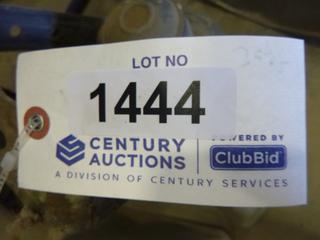 LOT NO
1444
CENTURY AUCTIONS
POWERED BY
ClubBid
A DIVISION OF CENTURY SERVICES